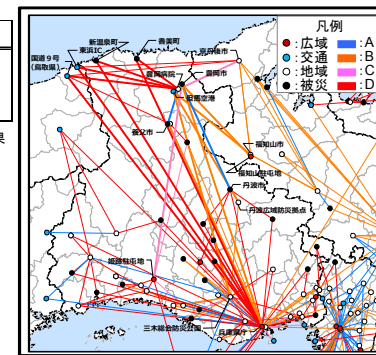 凡例
：広域 ：A
：交通 ：B
：地域 ：C
：被災 ：D
新温泉町
香美町
京丹後市
東浜IC
国道９号
(鳥取県)
豊岡病院
豊岡市
但馬空港
養父市
福知山市
福知山駐屯地
丹波市
丹波広域防災拠点
姫路駐屯地
三木総合防災公園
兵庫県庁
果